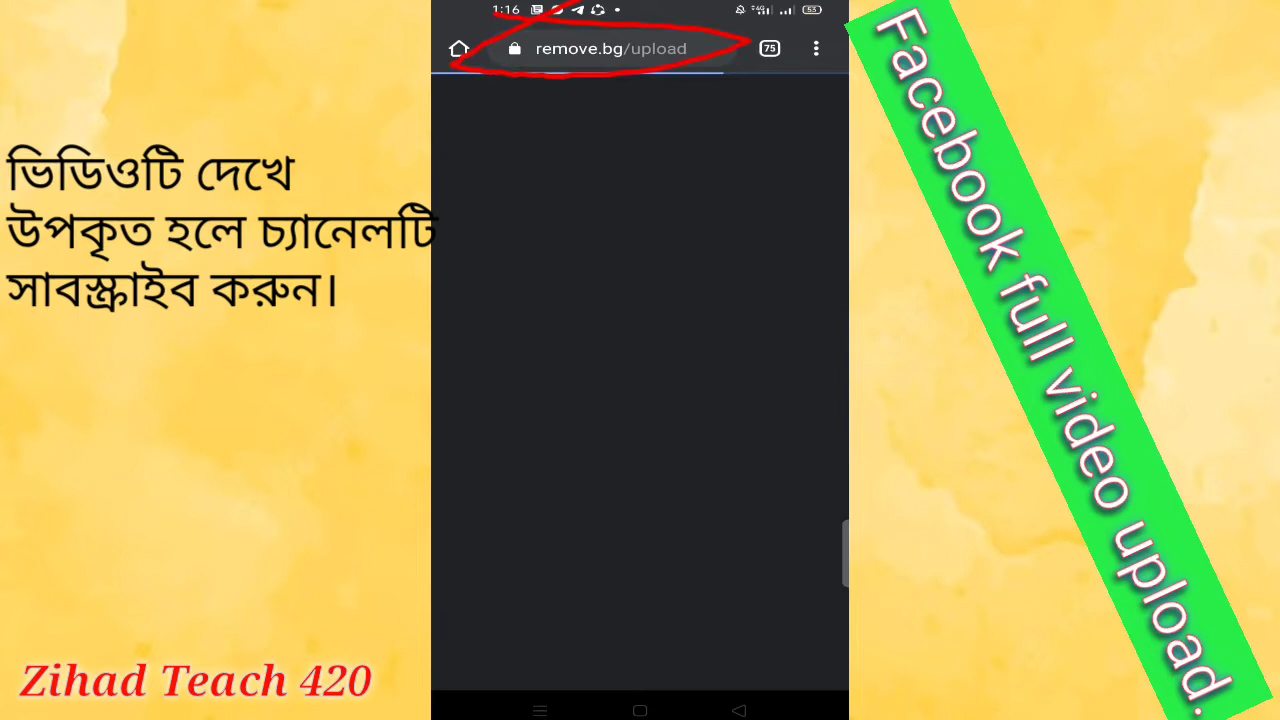 1:16
53
remove.bg/upload
75
ভিডিওটি দেখে
উপকৃত হলে চ্যানেলটি
সাবস্ক্রাইব করুন।
Facebook full video upload.
Zihad Teach 420